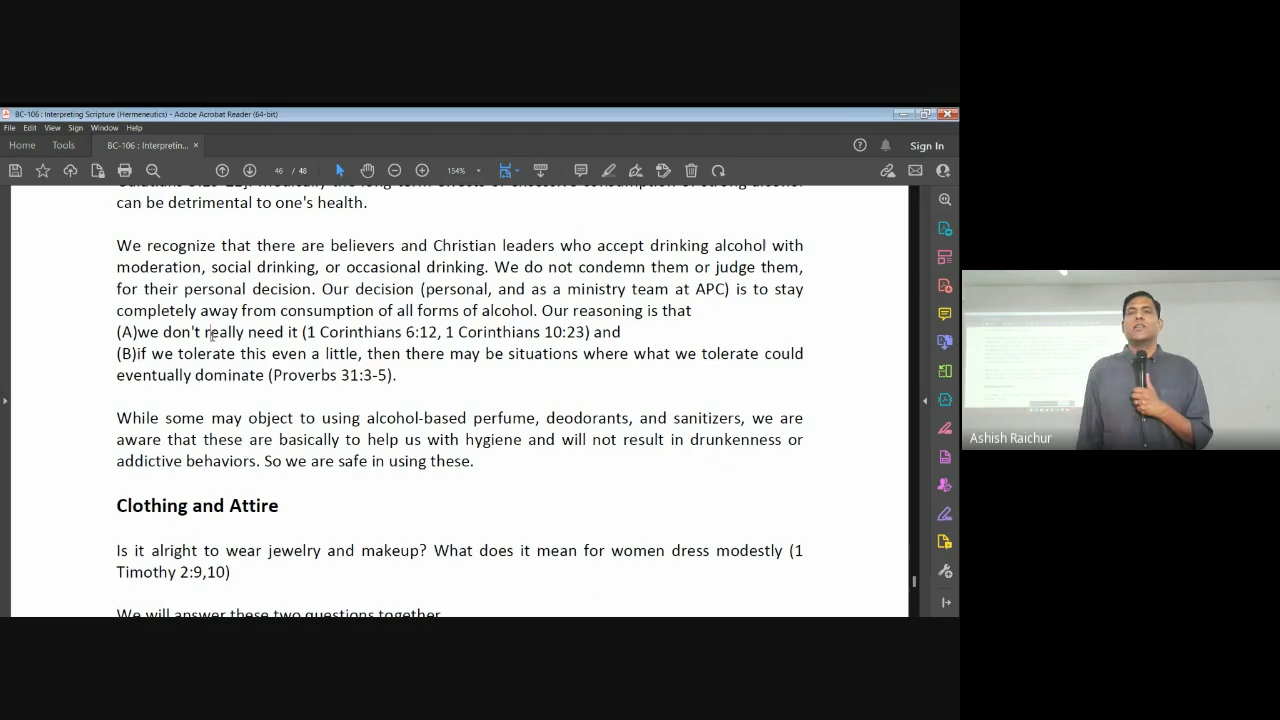 BC-106 : Interpreting Scripture (Hermeneutics) - Adobe Acrobat Reader (64-bit)
File Edit View Sign Window Help
Home Tools BC-106 : Interpretin... × Sign In
46 / 46 154%
can be detrimental to one's health.
We recognize that there are believers and Christian leaders who accept drinking alcohol with
moderation, social drinking, or occasional drinking. We do not condemn them or judge them,
for their personal decision. Our decision (personal, and as a ministry team at APC) is to stay
completely away from consumption of all forms of alcohol. Our reasoning is that
(A)we don't really need it (1 Corinthians 6:12, 1 Corinthians 10:23) and
(B)if we tolerate this even a little, then there may be situations where what we tolerate could
eventually dominate (Proverbs 31:3-5).
While some may object to using alcohol-based perfume, deodorants, and sanitizers, we are
aware that these are basically to help us with hygiene and will not result in drunkenness or
addictive behaviors. So we are safe in using these.
Clothing and Attire
Is it alright to wear jewelry and makeup? What does it mean for women dress modestly (1
Timothy 2:9,10)
We will answer these two questions together
Ashish Raichur